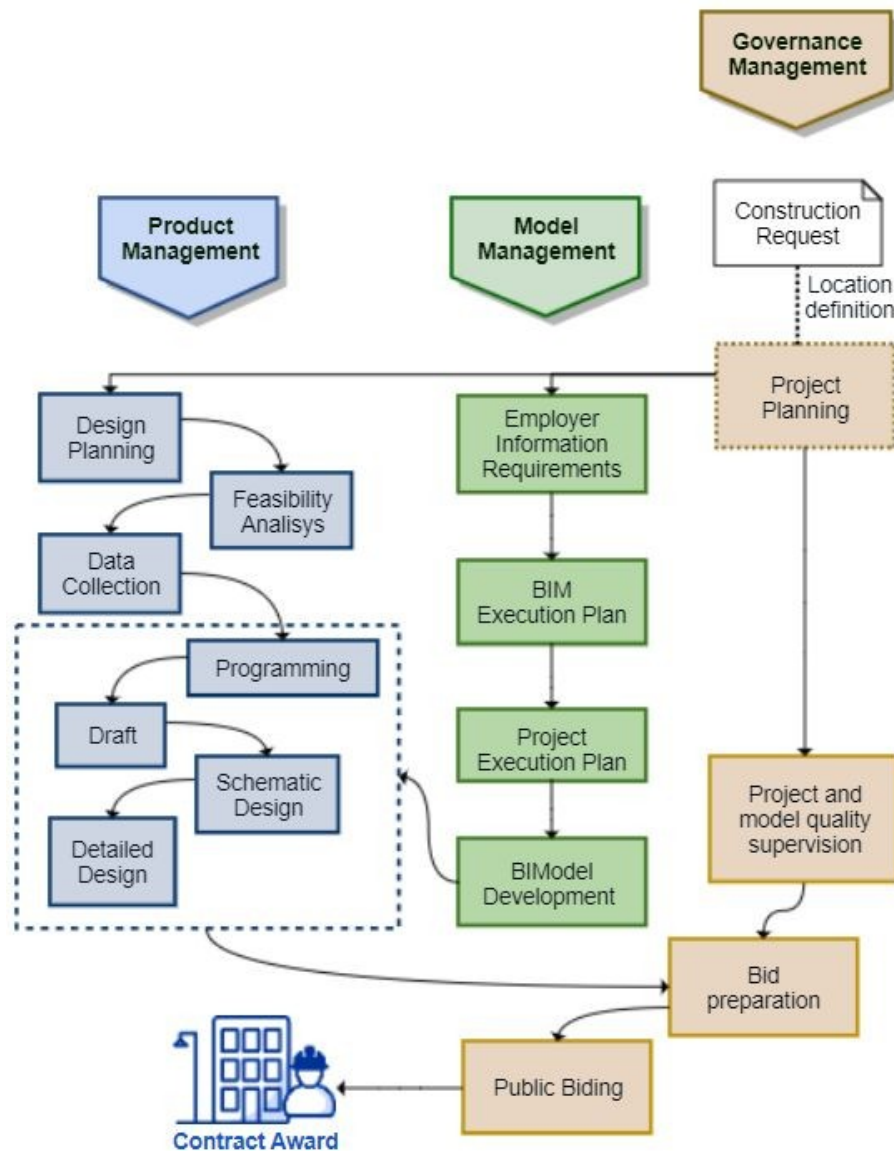 Governance
Management
Product
Management
Model
Management
Construction
Request
Location
definition
Project
Planning
Design
Planning
Employer
Information
Requirements
Feasibility
Analisys
Data
Collection
BIM
Execution Plan
Programming
Draft
Project
Execution Plan
Schematic
Design
Project and
model quality
supervision
Detailed
Design
BIModel
Development
Bid
preparation
Public Biding
Contract Award